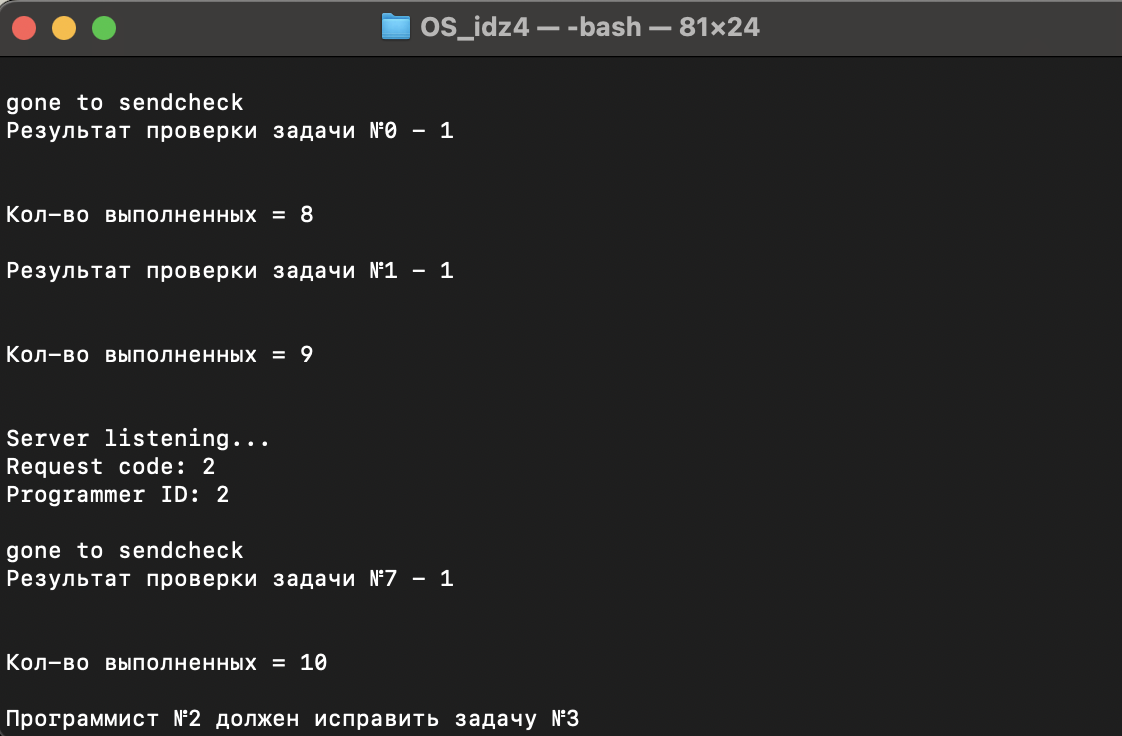 OS_idz4 — -bash — 81×24
gone to sendcheck
Результат проверки задачи №0 - 1
Кол-во выполненных = 8
Результат проверки задачи №1 - 1
Кол-во выполненных = 9
Server listening...
Request code: 2
Programmer ID: 2
gone to sendcheck
Результат проверки задачи №7 - 1
Кол-во выполненных = 10
Программист №2 должен исправить задачу №3